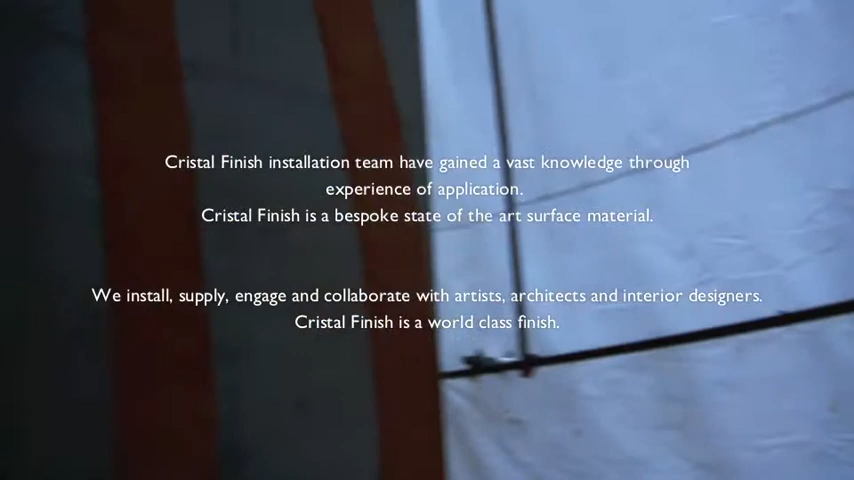 Cristal Finish installation team have gained a vast knowledge through
experience of application.
Cristal Finish is a bespoke state of the art surface material.
We install, supply, engage and collaborate with artists, architects and interior designers.
Cristal Finish is a world class finish.